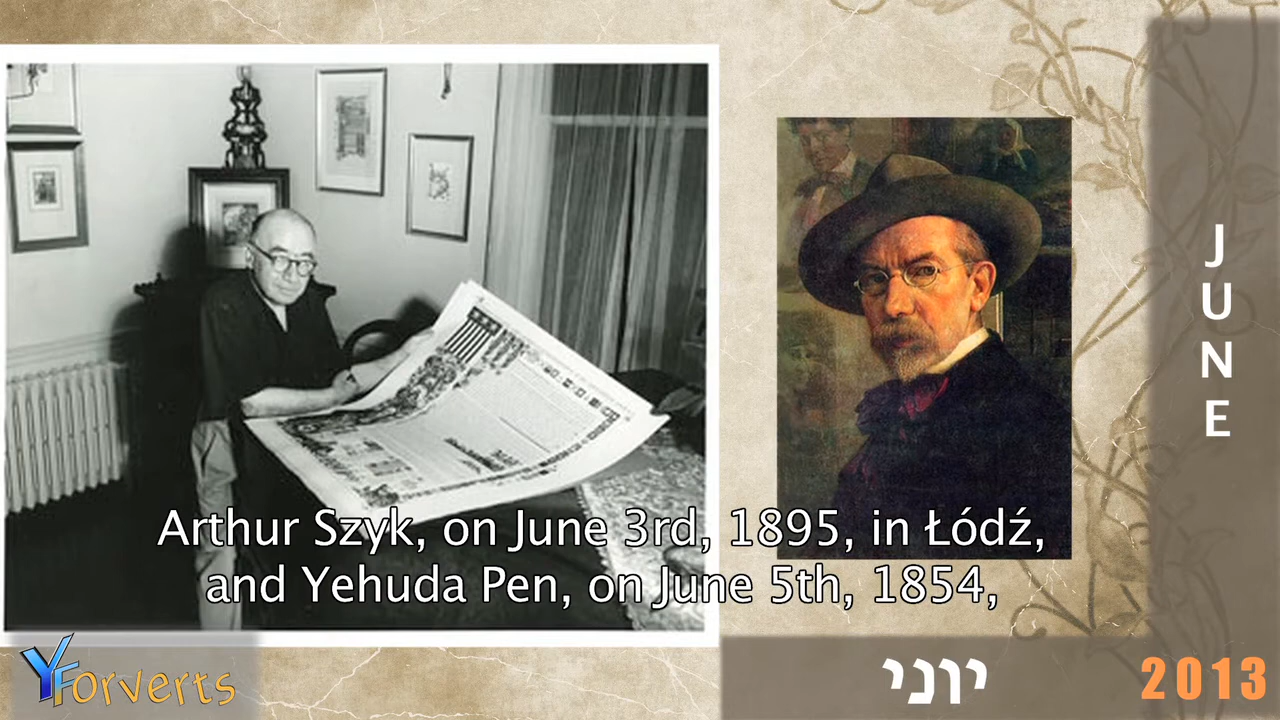 JUNE
Arthur Szyk, on June 3rd, 1895, in Łódź,
and Yehuda Pen, on June 5th, 1854,
YForverts
יוני
2013